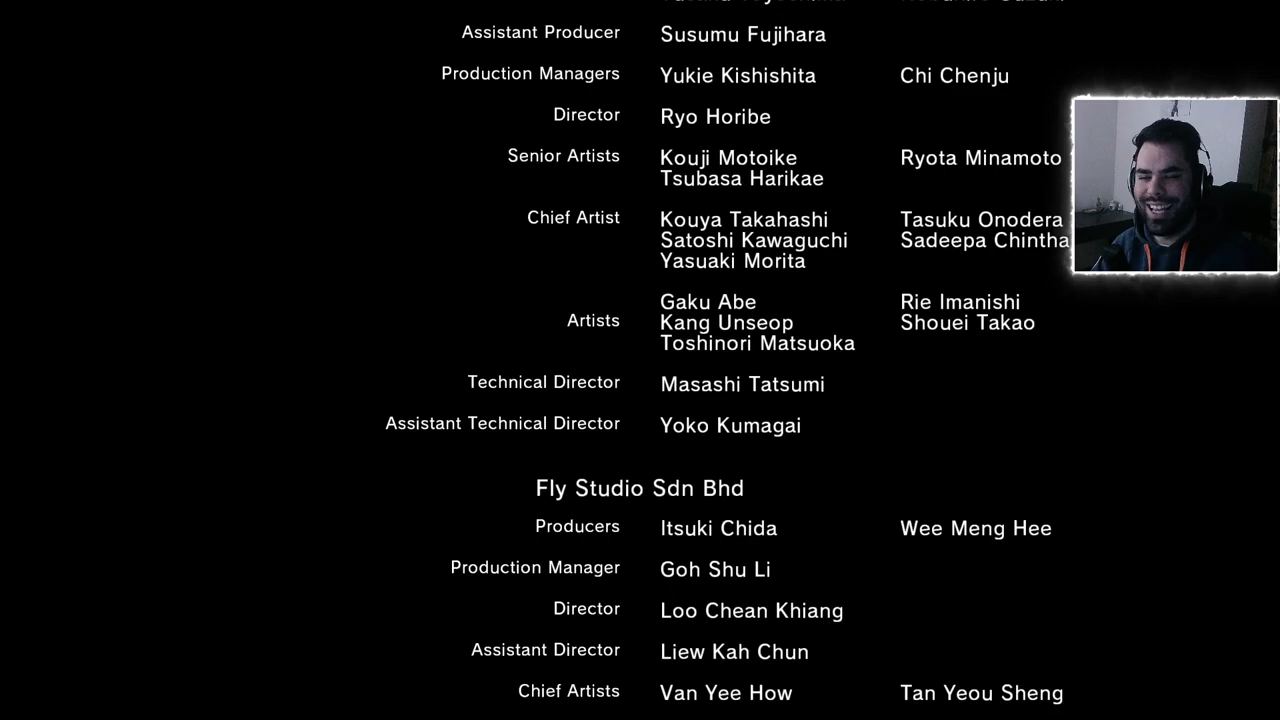 Assistant Producer Susumu Fujihara
Production Managers Yukie Kishishita Chi Chenju
Director Ryo Horibe
Senior Artists Kouji Motoike Ryota Minamoto
Tsubasa Harikae
Chief Artist Kouya Takahashi Tasuku Onodera
Satoshi Kawaguchi Sadeepa Chintha
Yasuaki Morita
Gaku Abe Rie Imanishi
Artists Kang Unseop Shouei Takao
Toshinori Matsuoka
Technical Director Masashi Tatsumi
Assistant Technical Director Yoko Kumagai
Fly Studio Sdn Bhd
Producers Itsuki Chida Wee Meng Hee
Production Manager Goh Shu Li
Director Loo Chean Khiang
Assistant Director Liew Kah Chun
Chief Artists Van Yee How Tan Yeou Sheng